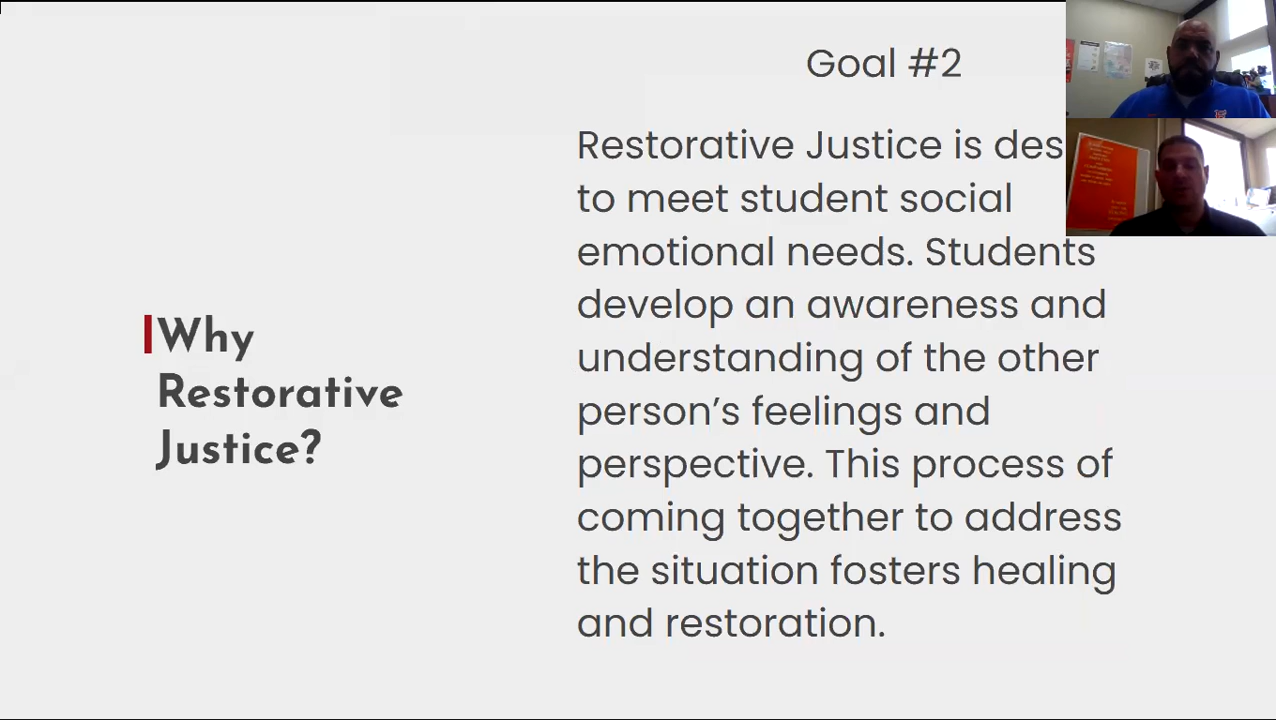 Goal #2
Why
Restorative
Justice?
Restorative Justice is des
to meet student social
emotional needs. Students
develop an awareness and
understanding of the other
person's feelings and
perspective. This process of
coming together to address
the situation fosters healing
and restoration.